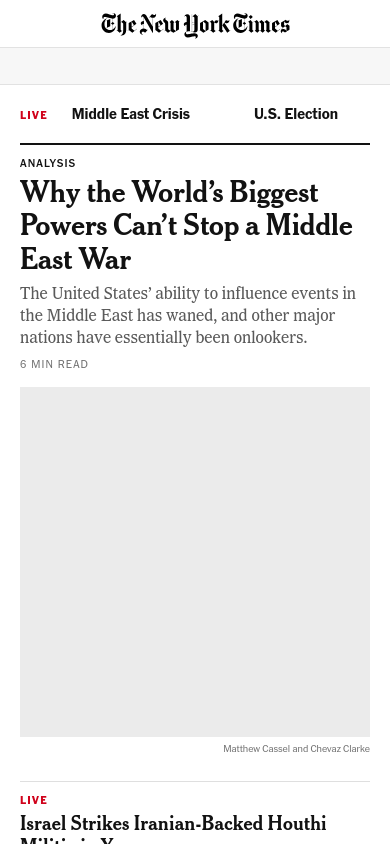 The New York Times
LIVE Middle East Crisis U.S. Election
ANALYSIS
Why the World’s Biggest
Powers Can’t Stop a Middle
East War
The United States’ ability to influence events in
the Middle East has waned, and other major
nations have essentially been onlookers.
6 MIN READ
Matthew Cassel and Chevaz Clarke
LIVE
Israel Strikes Iranian-Backed Houthi